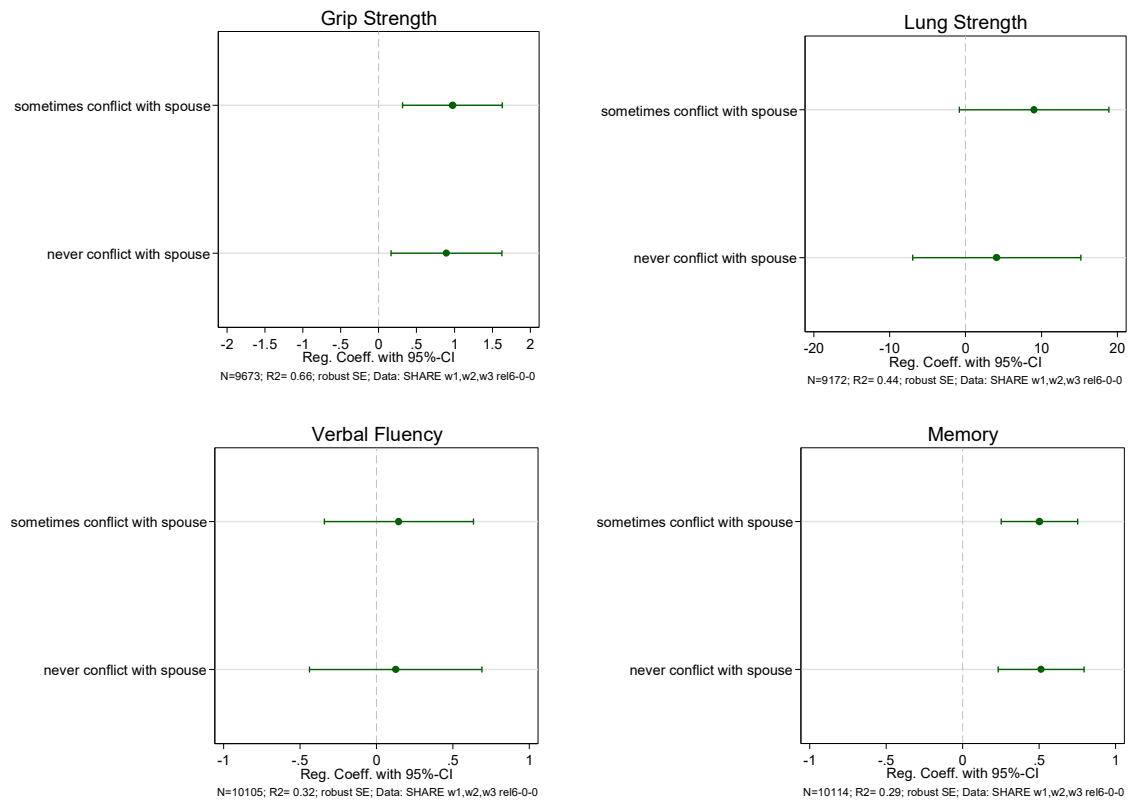 Grip Strength
sometimes conflict with spouse
never conflict with spouse
-2 -1.5 -1 -.5 0 .5 1 1.5 2
Reg. Coeff. with 95%-CI
N=9673; R2= 0.66; robust SE; Data: SHARE w1,w2,w3 rel6-0-0
Lung Strength
sometimes conflict with spouse
never conflict with spouse
-20 -10 0 10 20
Reg. Coeff. with 95%-CI
N=9172; R2= 0.44; robust SE; Data: SHARE w1,w2,w3 rel6-0-0
Verbal Fluency
sometimes conflict with spouse
never conflict with spouse
-1 -.5 0 .5 1
Reg. Coeff. with 95%-CI
N=10105; R2= 0.32; robust SE; Data: SHARE w1,w2,w3 rel6-0-0
Memory
sometimes conflict with spouse
never conflict with spouse
-1 -.5 0 .5 1
Reg. Coeff. with 95%-CI
N=10114; R2= 0.29; robust SE; Data: SHARE w1,w2,w3 rel6-0-0